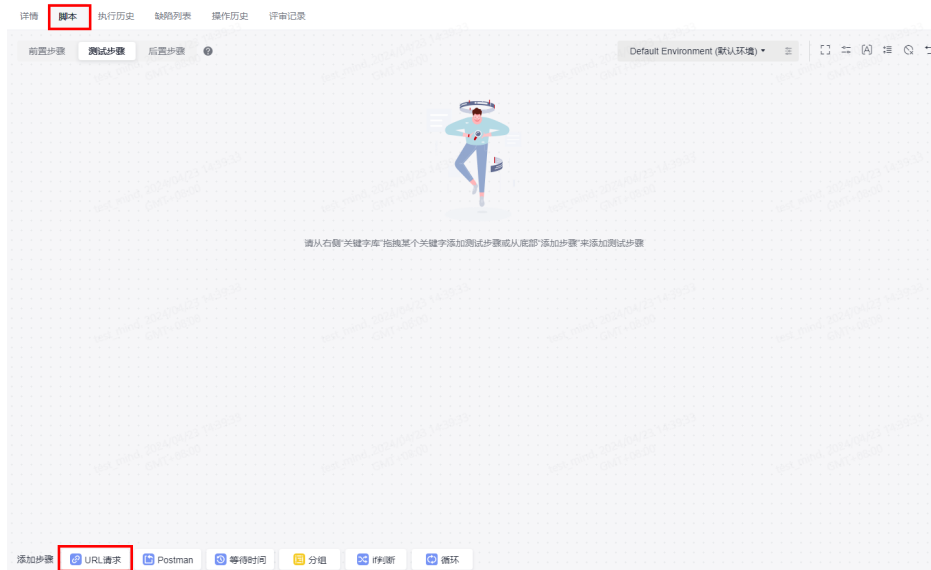 详情 脚本 执行历史 缺陷列表 操作历史 评审记录
前置步骤 测试步骤 后置步骤 Default Environment (默认环境)
请从右侧"关键字库"拖拽某个关键字添加测试步骤或从底部"添加步骤"来添加测试步骤
添加步骤 URL请求 Postman 等待时间 分组 if判断 循环